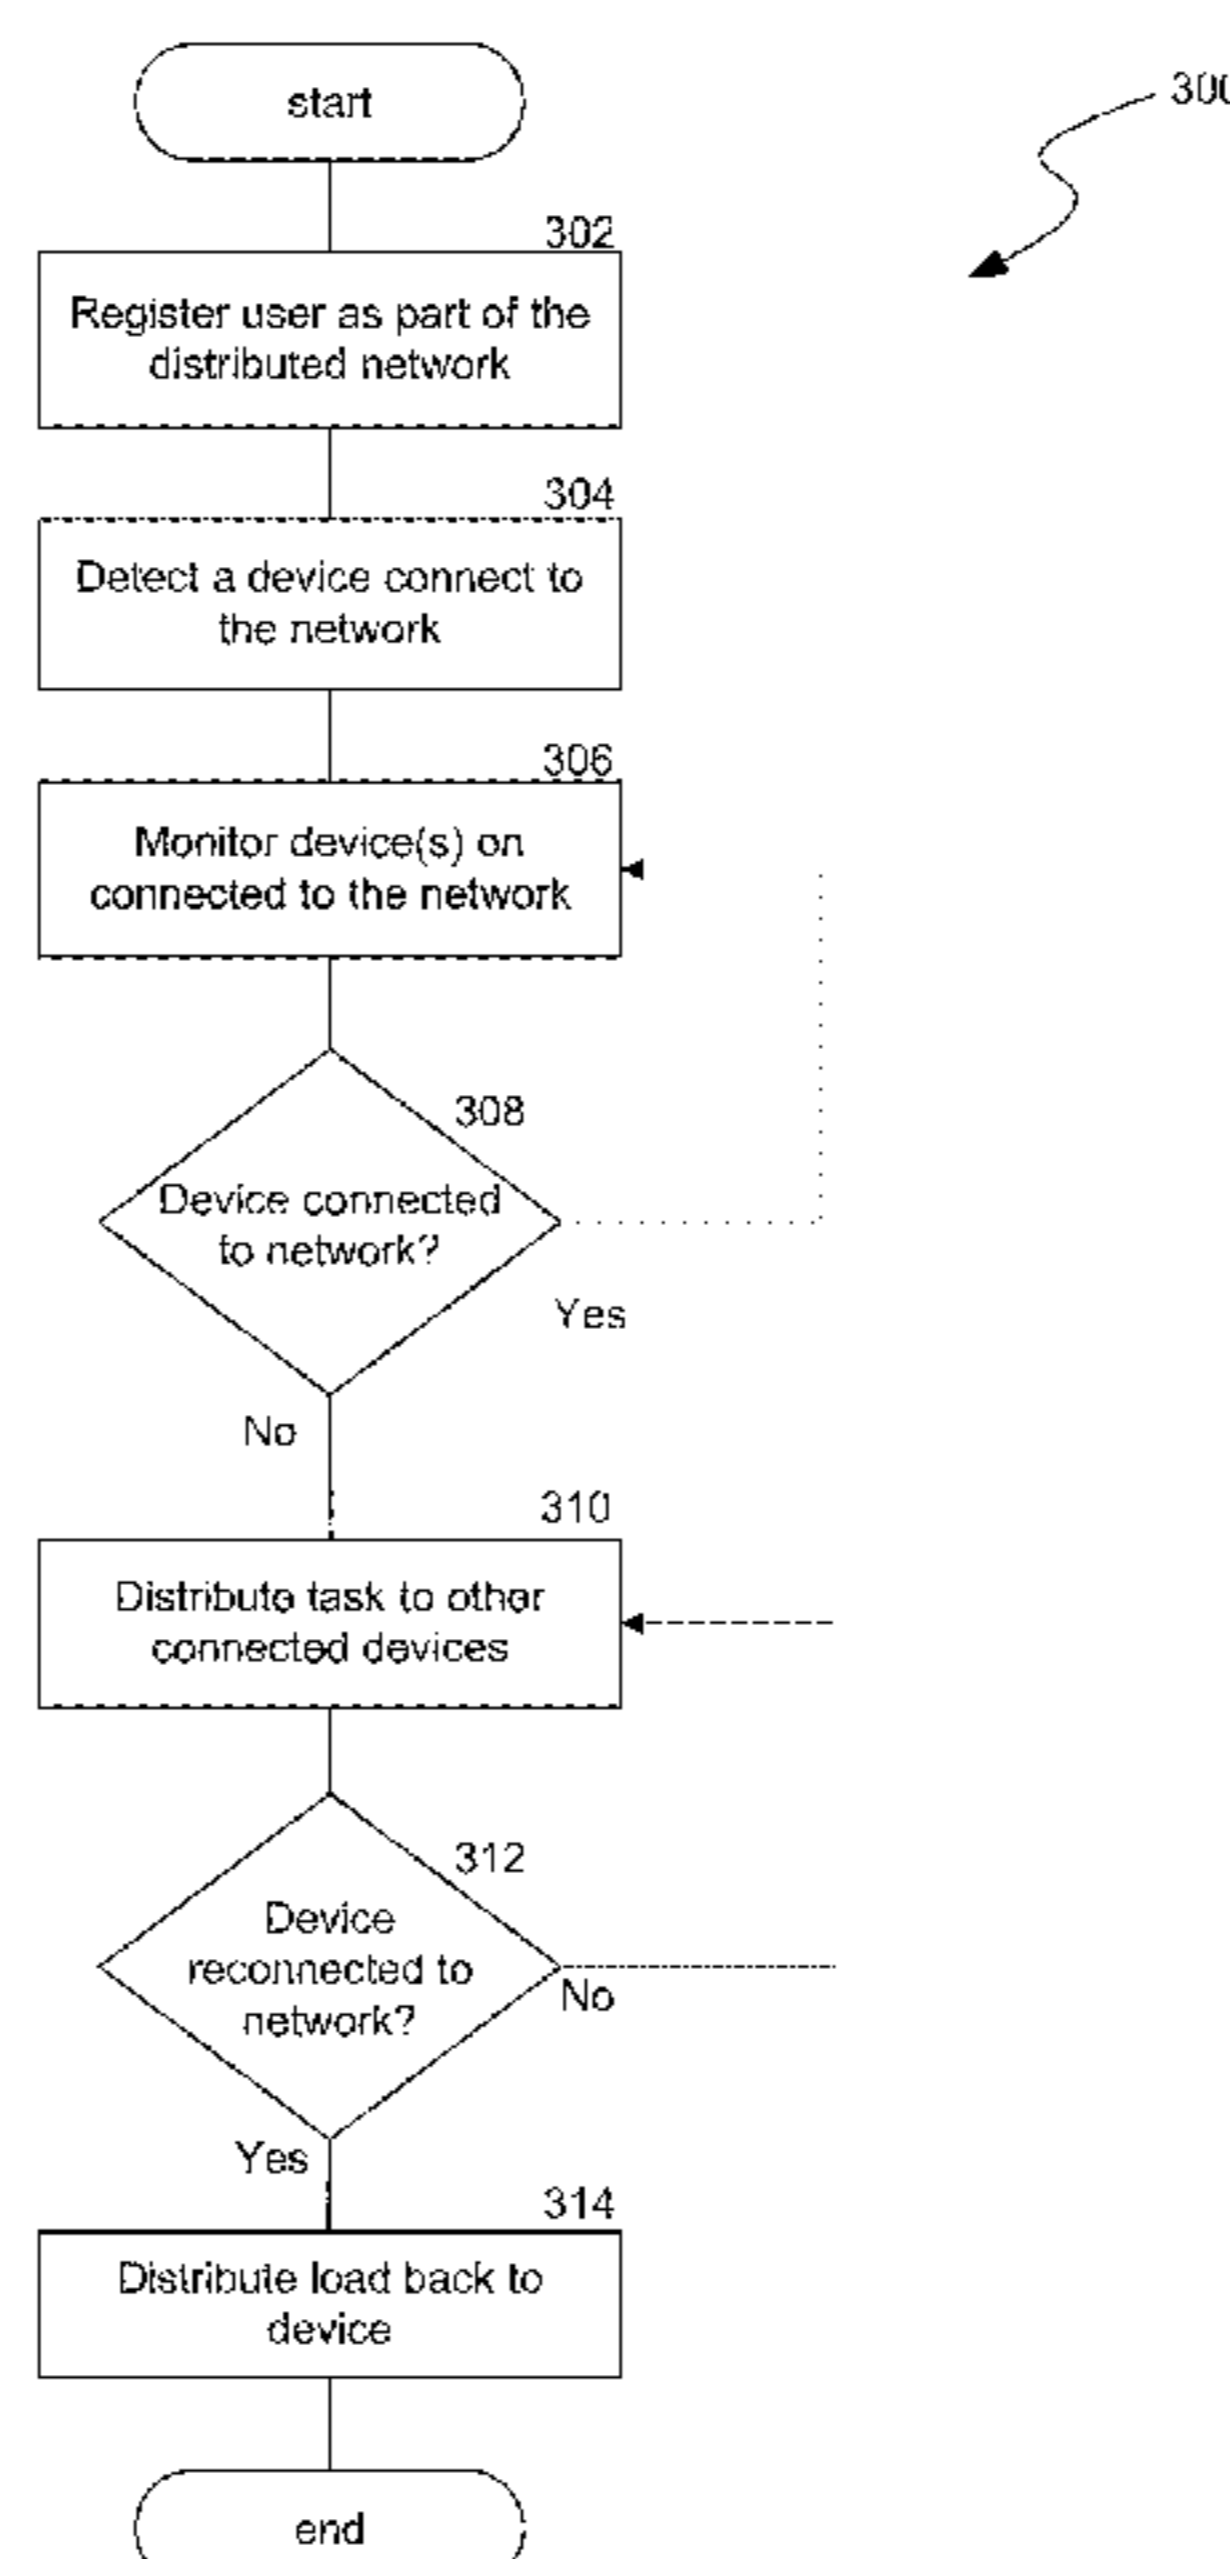 start
300
302
Register user as part of the
distributed network
304
Detect a device connect to
the network
306
Monitor device(s) on
connected to the network
308
Device connected
to network?
Yes
No
310
Distribute task to other
connected devices
312
Device
reconnected to
network?
No
Yes
314
Distribute load back to
device
end